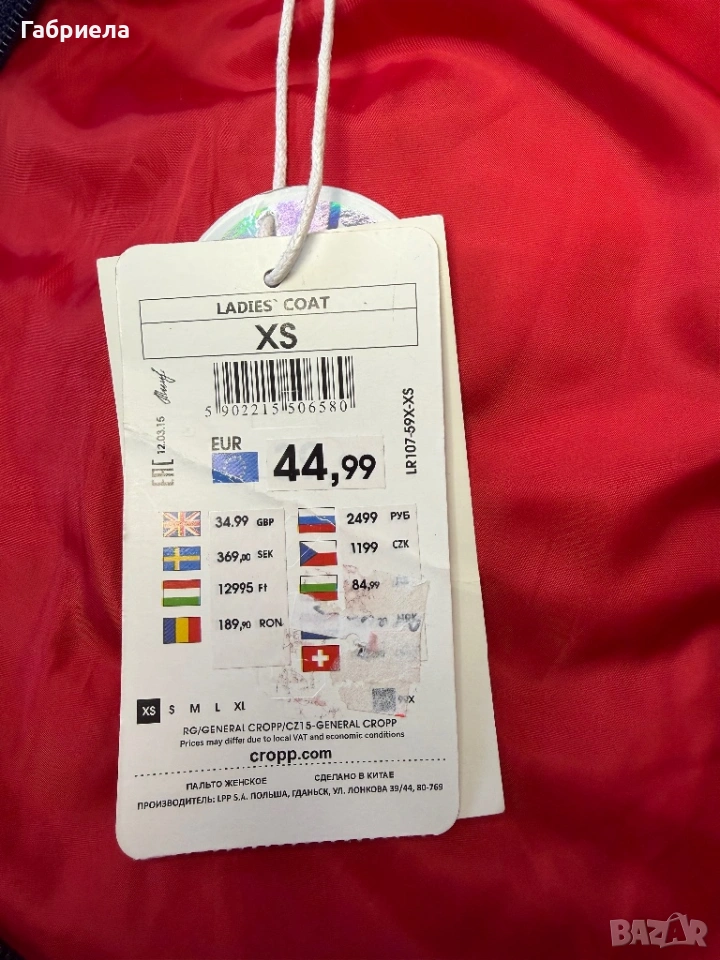 Габриела
LADIES` COAT
XS
5 902215 506580
LR107-59X-XS
EAC 12.03.15
EUR 44,99
34.99 GBP
2499 РУБ
369,00 SEK
1199 CZK
12995 Ft
84,99
189,90 RON
XS S M L XL
RG/GENERAL CROPP/CZ15-GENERAL CROPP
Prices may differ due to local VAT and economic conditions
cropp.com
ПАЛЬТО ЖЕНСКОЕ СДЕЛАНО В КИТАЕ
ПРОИЗВОДИТЕЛЬ: LPP S.A. ПОЛЬША, ГДАНЬСК, УЛ. ЛОНКОВА 39/44, 80-769
BAZAR